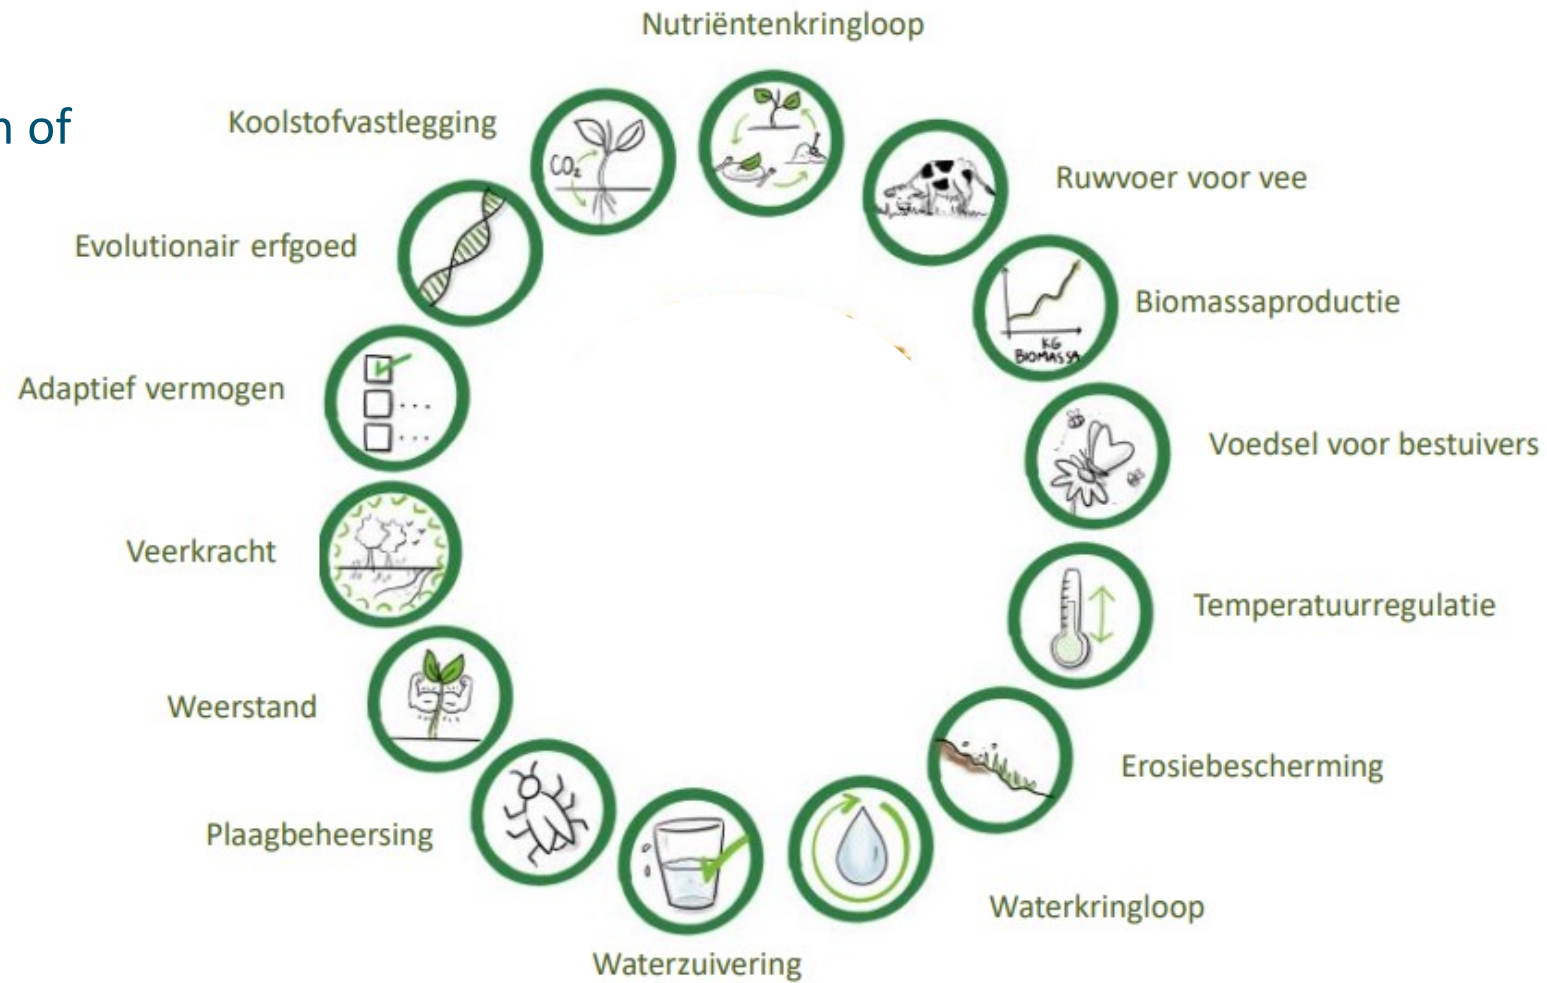 Nutriëntenkringloop
n of
Koolstofvastlegging
CO₂
Ruwvoer voor vee
Evolutionair erfgoed
Biomassaproductie
KG
BIOMASSA
Adaptief vermogen
Voedsel voor bestuivers
Veerkracht
Temperatuurregulatie
Weerstand
Erosiebescherming
Plaagbeheersing
Waterkringloop
Waterzuivering